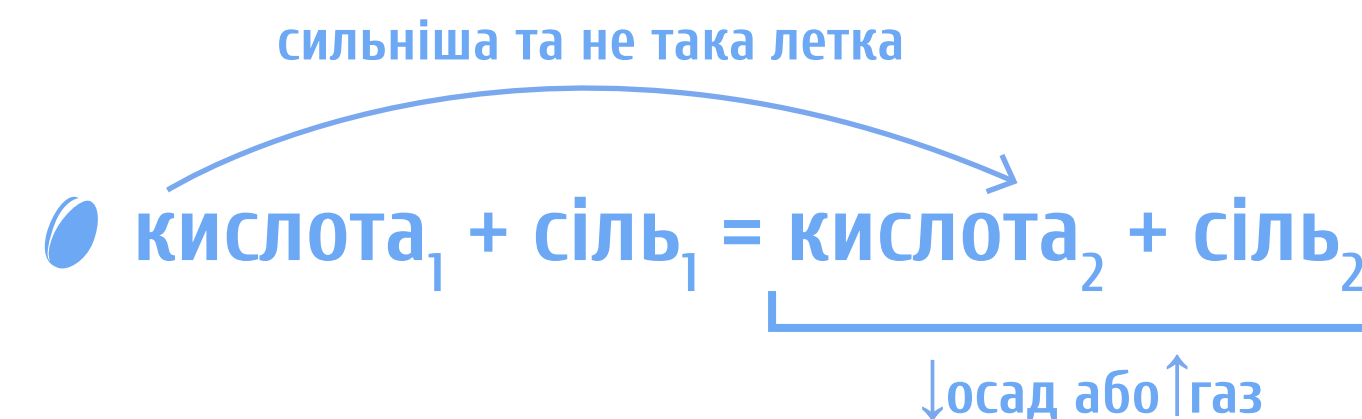 сильніша та не така летка
кислота₁ + сіль₁ = кислота₂ + сіль₂
↓осад або↑газ